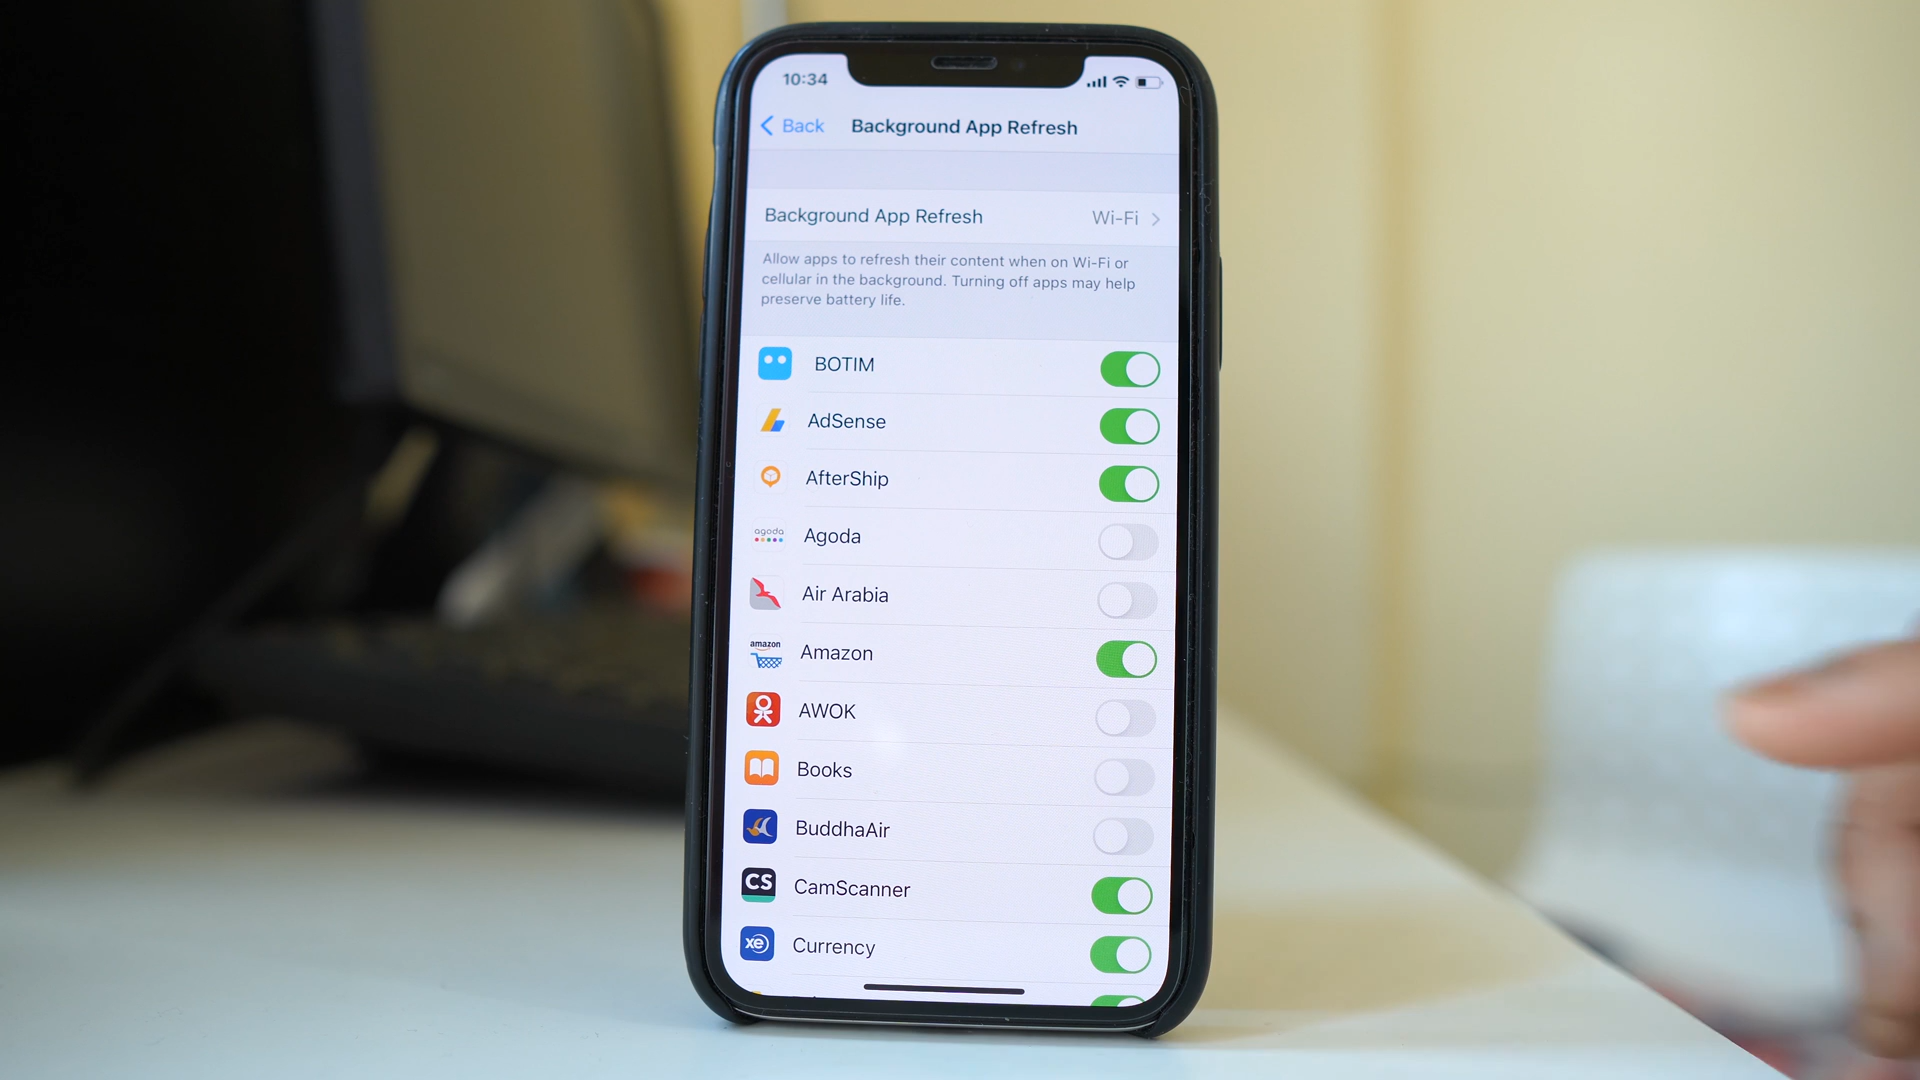 10:34
Back
Background App Refresh
Background App Refresh Wi-Fi
Allow apps to refresh their content when on Wi-Fi or
cellular in the background. Turning off apps may help
preserve battery life.
BOTIM
AdSense
AfterShip
agoda
Agoda
Air Arabia
amazon
Amazon
AWOK
Books
BuddhaAir
CS
CamScanner
xe
Currency